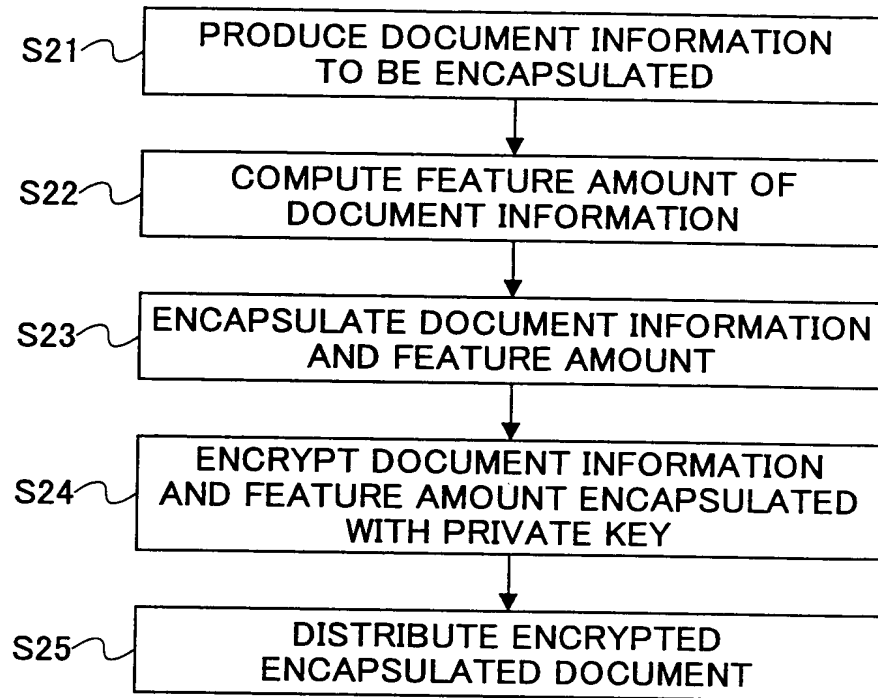 S21
PRODUCE DOCUMENT INFORMATION
TO BE ENCAPSULATED
S22
COMPUTE FEATURE AMOUNT OF
DOCUMENT INFORMATION
S23
ENCAPSULATE DOCUMENT INFORMATION
AND FEATURE AMOUNT
S24
ENCRYPT DOCUMENT INFORMATION
AND FEATURE AMOUNT ENCAPSULATED
WITH PRIVATE KEY
S25
DISTRIBUTE ENCRYPTED
ENCAPSULATED DOCUMENT